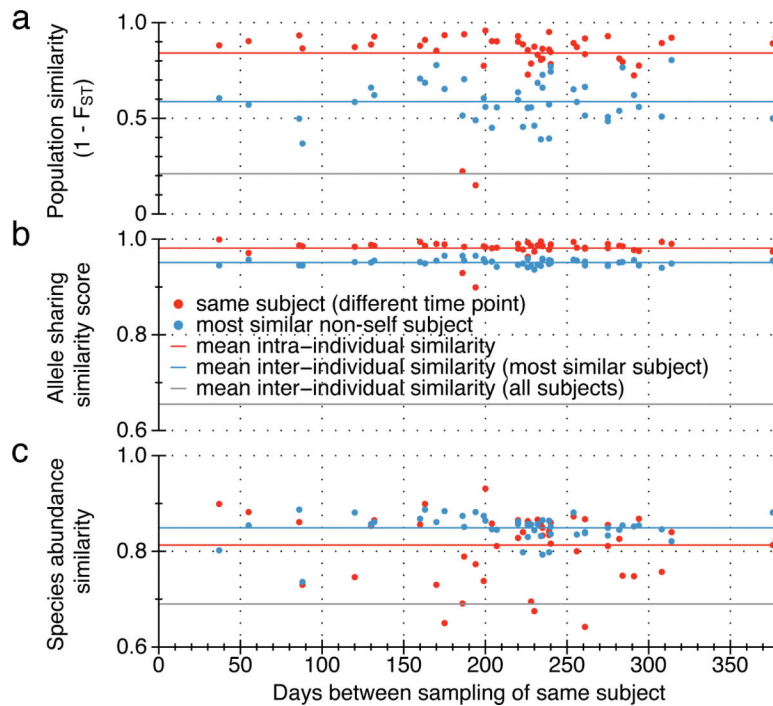 a
Population similarity
(1 - FST)
1.0
0.5
0
b
Allele sharing
similarity score
1.0
0.8
0.6
same subject (different time point)
most similar non-self subject
mean intra-individual similarity
mean inter-individual similarity (most similar subject)
mean inter-individual similarity (all subjects)
c
Species abundance
similarity
1.0
0.8
0.6
0 50 100 150 200 250 300 350
Days between sampling of same subject